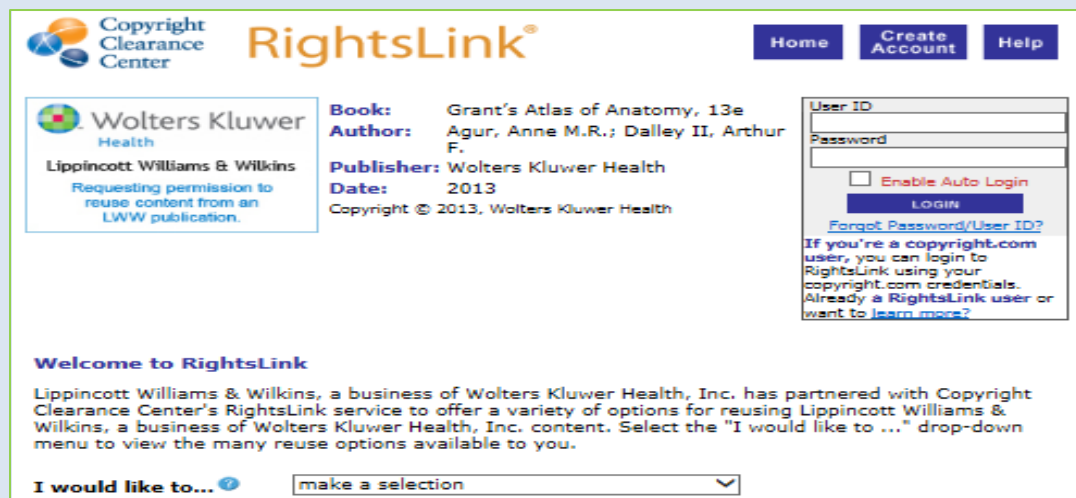 Copyright
Clearance
Center
RightsLink®
Home
Create
Account
Help
Wolters Kluwer
Health
Lippincott Williams & Wilkins
Requesting permission to
reuse content from an
LWW publication.
Book: Grant's Atlas of Anatomy, 13e
Author: Agur, Anne M.R.; Dalley II, Arthur
F.
Publisher: Wolters Kluwer Health
Date: 2013
Copyright © 2013, Wolters Kluwer Health
User ID
Password
Enable Auto Login
LOGIN
Forgot Password/User ID?
If you're a copyright.com
user, you can login to
RightsLink using your
copyright.com credentials.
Already a RightsLink user or
want to learn more?
Welcome to RightsLink
Lippincott Williams & Wilkins, a business of Wolters Kluwer Health, Inc. has partnered with Copyright
Clearance Center's RightsLink service to offer a variety of options for reusing Lippincott Williams &
Wilkins, a business of Wolters Kluwer Health, Inc. content. Select the "I would like to ..." drop-down
menu to view the many reuse options available to you.
I would like to... ? make a selection